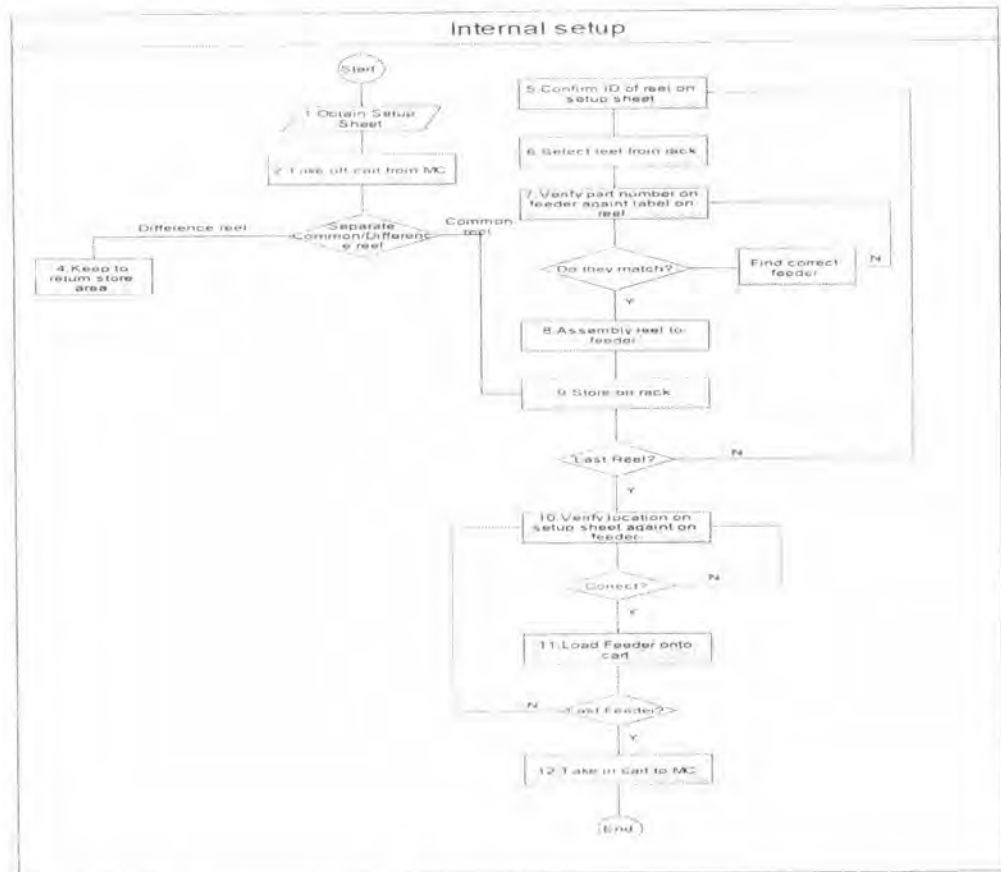 Internal setup
Start
1.Obtain Setup
Sheet
2.Take off cart from MC
Separate
Common/Differenc
e reel
Difference reel
Common
reel
4.Keep to
return store
area
5.Confirm ID of reel on
setup sheet
6.Select reel from rack
7.Verify part number on
feeder againt label on
reel
Do they match?
N
Find correct
feeder
Y
8.Assembly reel to
feeder
9.Store on rack
Last Reel?
N
Y
10.Verify location on
setup sheet againt on
feeder
Correct?
N
Y
11.Load Feeder onto
cart
N
Last Feeder?
Y
12.Take in Cart to MC
End